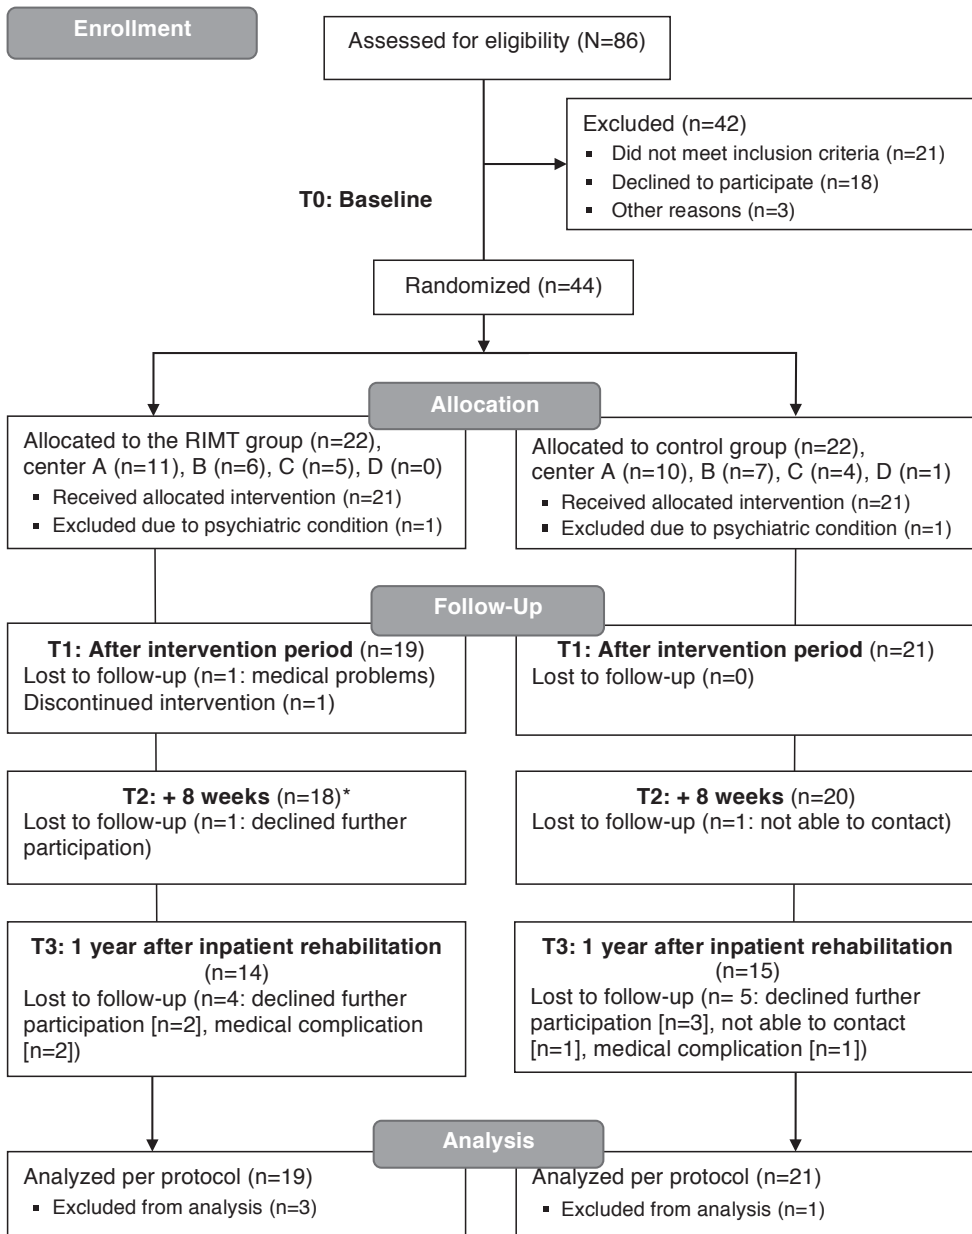 Enrollment
Assessed for eligibility (N=86)
Excluded (n=42)
▪ Did not meet inclusion criteria (n=21)
▪ Declined to participate (n=18)
▪ Other reasons (n=3)
T0: Baseline
Randomized (n=44)
Allocation
Allocated to the RIMT group (n=22),
center A (n=11), B (n=6), C (n=5), D (n=0)
▪ Received allocated intervention (n=21)
▪ Excluded due to psychiatric condition (n=1)
Allocated to control group (n=22),
center A (n=10), B (n=7), C (n=4), D (n=1)
▪ Received allocated intervention (n=21)
▪ Excluded due to psychiatric condition (n=1)
Follow-Up
T1: After intervention period (n=19)
Lost to follow-up (n=1: medical problems)
Discontinued intervention (n=1)
T1: After intervention period (n=21)
Lost to follow-up (n=0)
T2: + 8 weeks (n=18)*
Lost to follow-up (n=1: declined further
participation)
T2: + 8 weeks (n=20)
Lost to follow-up (n=1: not able to contact)
T3: 1 year after inpatient rehabilitation
(n=14)
Lost to follow-up (n=4: declined further
participation [n=2], medical complication
[n=2])
T3: 1 year after inpatient rehabilitation
(n=15)
Lost to follow-up (n= 5: declined further
participation [n=3], not able to contact
[n=1], medical complication [n=1])
Analysis
Analyzed per protocol (n=19)
▪ Excluded from analysis (n=3)
Analyzed per protocol (n=21)
▪ Excluded from analysis (n=1)